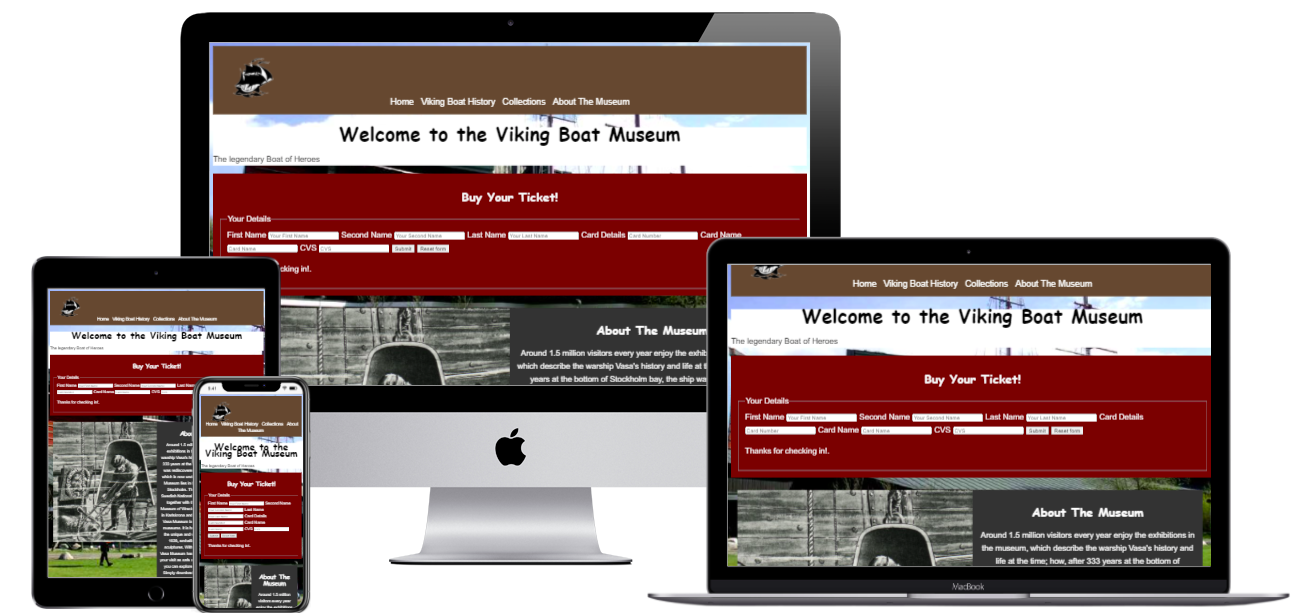 Home Viking Boat History Collections About The Museum
Welcome to the Viking Boat Museum
The legendary Boat of Heroes
Buy Your Ticket!
Your Details
First Name Your First Name Second Name Your Second Name Last Name Your Last Name Card Details Card Number Card Name
Card Name CVS CVS Submit Reset form
cking in!.
About The Museum
Around 1.5 million visitors every year enjoy the exhib
which describe the warship Vasa's history and life at t
years at the bottom of Stockholm bay, the ship wa
Home Viking Boat History Collections About The Museum
Welcome to the Viking Boat Museum
The legendary Boat of Heroes
Buy Your Ticket!
Your Details
First Name Your First Name Second Name Your Second Name Last Name Your Last Name Card Details
Card Number Card Name Card Name CVS CVS Submit Reset form
Thanks for checking in!.
About The Museum
Around 1.5 million visitors every year enjoy the exhibitions in
the museum, which describe the warship Vasa's history and
life at the time; how, after 333 years at the bottom of
MacBook
Home Viking Boat History Collections About The Museum
Welcome to the Viking Boat Museum
The legendary Boat of Heroes
Buy Your Ticket!
Your Details
First Name Second Name Last Nam
Card Name CVS
Thanks for checking in!.
Abou
9:41
Home Viking Boat History Collections About
The Museum
Welcome to the
Viking Boat Museum
The legendary Boat of Heroes
Buy Your Ticket!
Your Details
First Name Second Name
Last Name
Card Details
Card Name
CVS
Thanks for checking in!.
About The
Museum
Around 1.5 million
visitors every year
enjoy the exhibitions